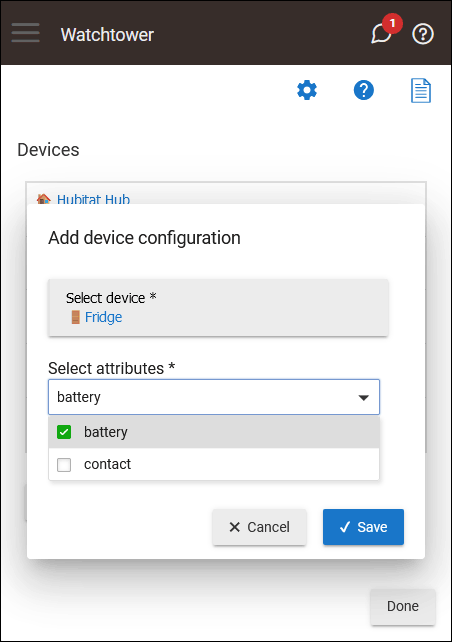 Watchtower
1
Devices
Hubitat Hub
Add device configuration
Select device *
Fridge
Select attributes *
battery
battery
contact
Cancel
Save
Done